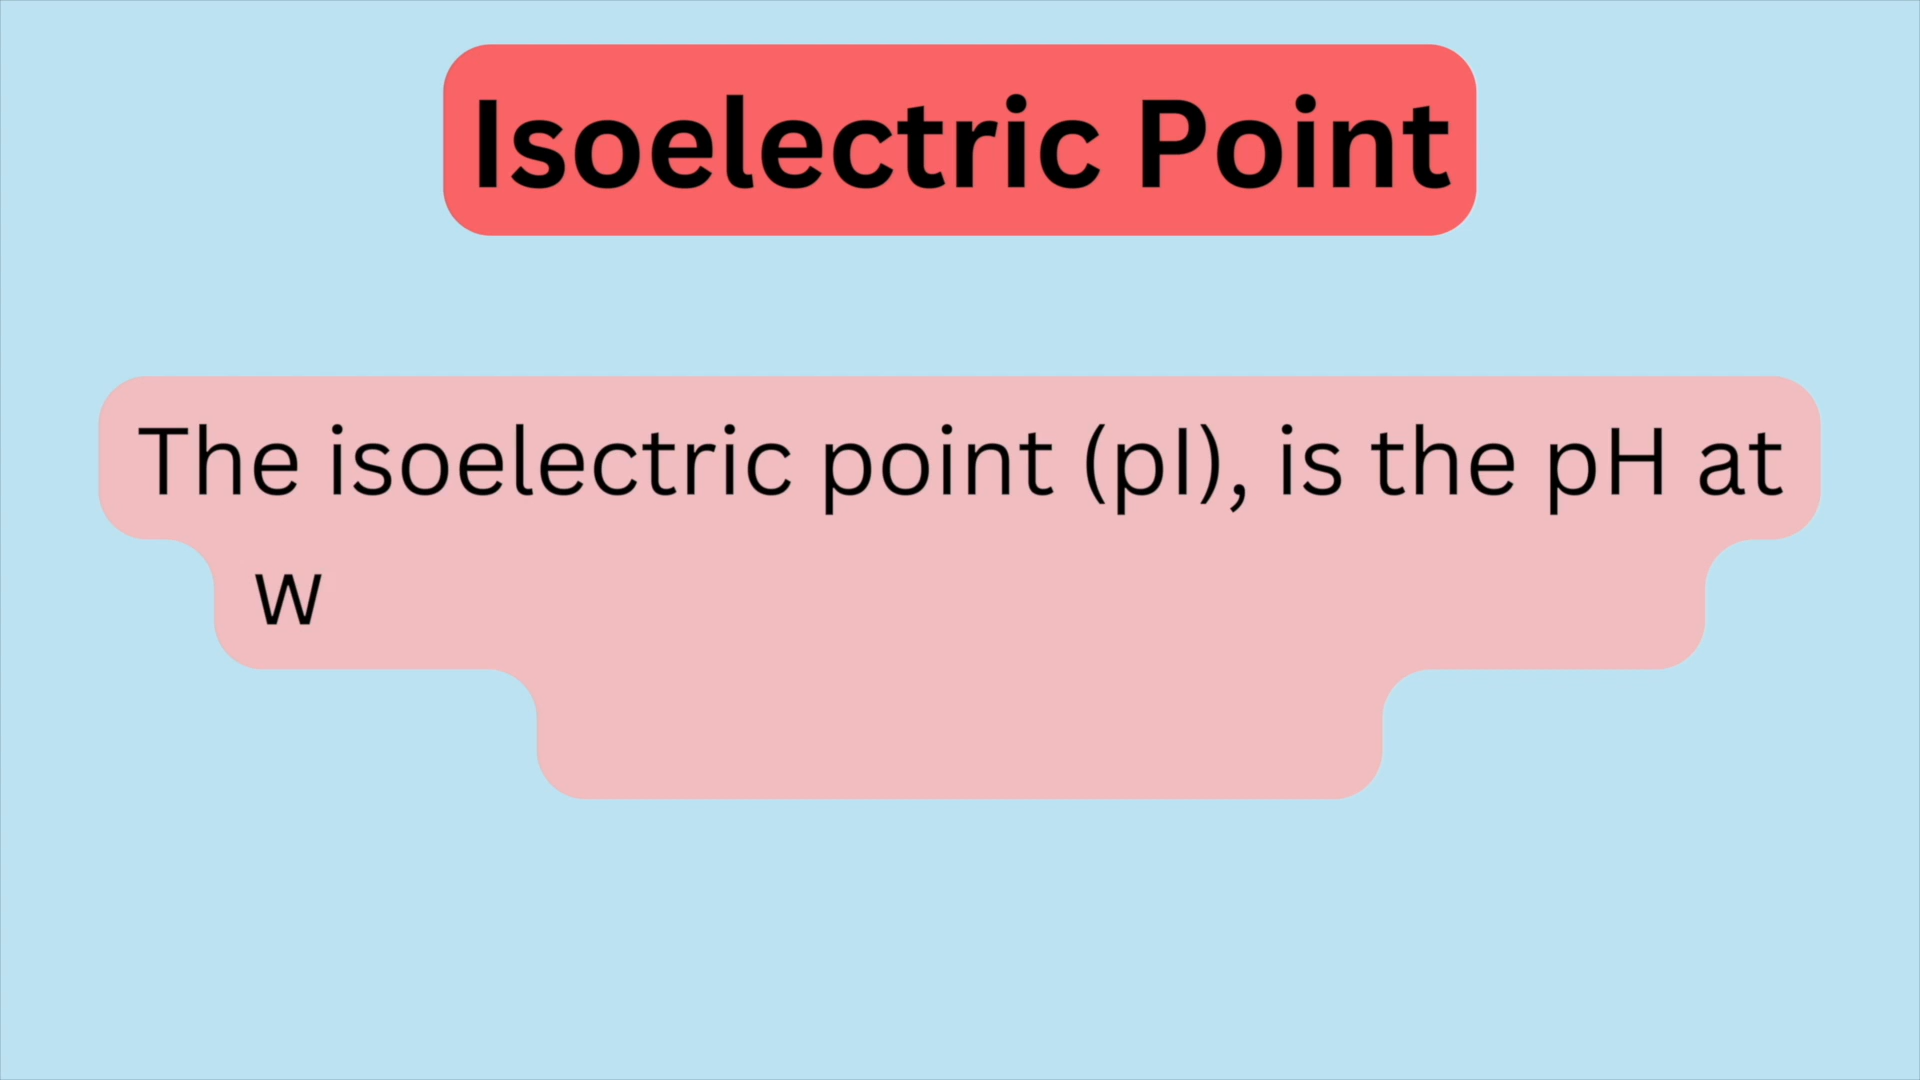 Isoelectric Point
The isoelectric point (pI), is the pH at
w